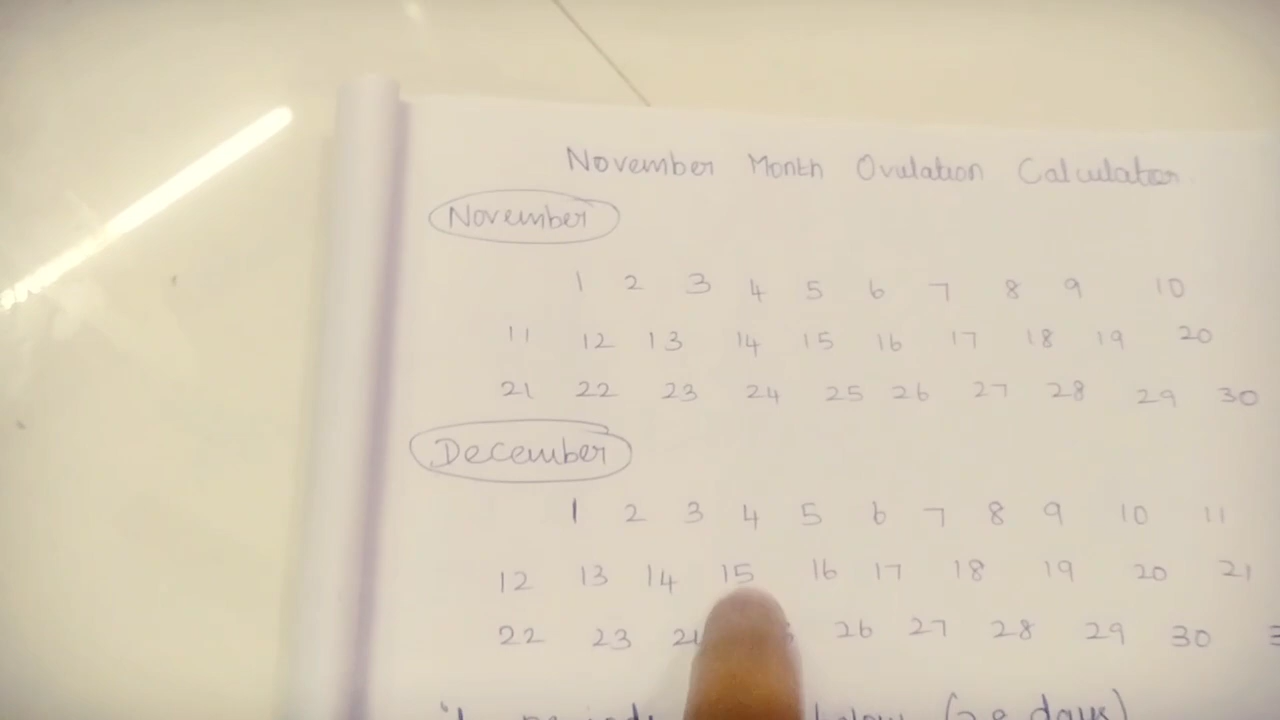 November Month Ovulation Calculation
November
1 2 3 4 5 6 7 8 9 10
11 12 13 14 15 16 17 18 19 20
21 22 23 24 25 26 27 28 29 30
December
1 2 3 4 5 6 7 8 9 10 11
12 13 14 15 16 17 18 19 20 21
22 23 26 27 28 29 30
days)